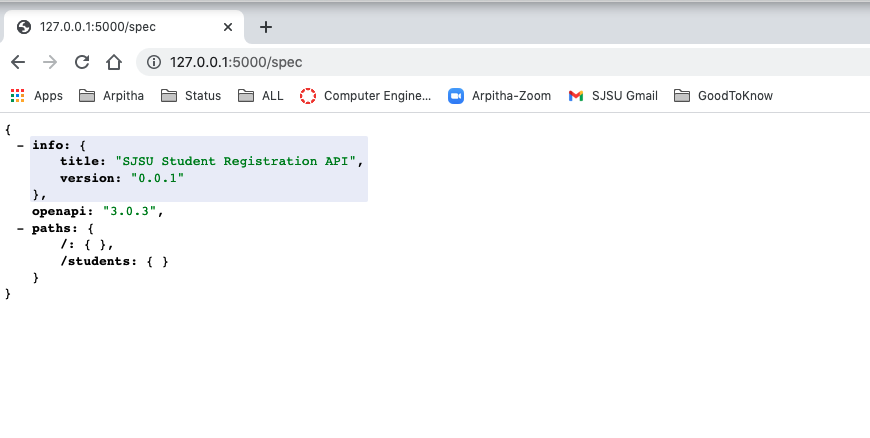 127.0.0.1:5000/spec
127.0.0.1:5000/spec
Apps Arpitha Status ALL Computer Engine... Arpitha-Zoom SJSU Gmail GoodToKnow
{
- info: {
title: "SJSU Student Registration API",
version: "0.0.1"
},
openapi: "3.0.3",
- paths: {
/: { },
/students: { }
}
}